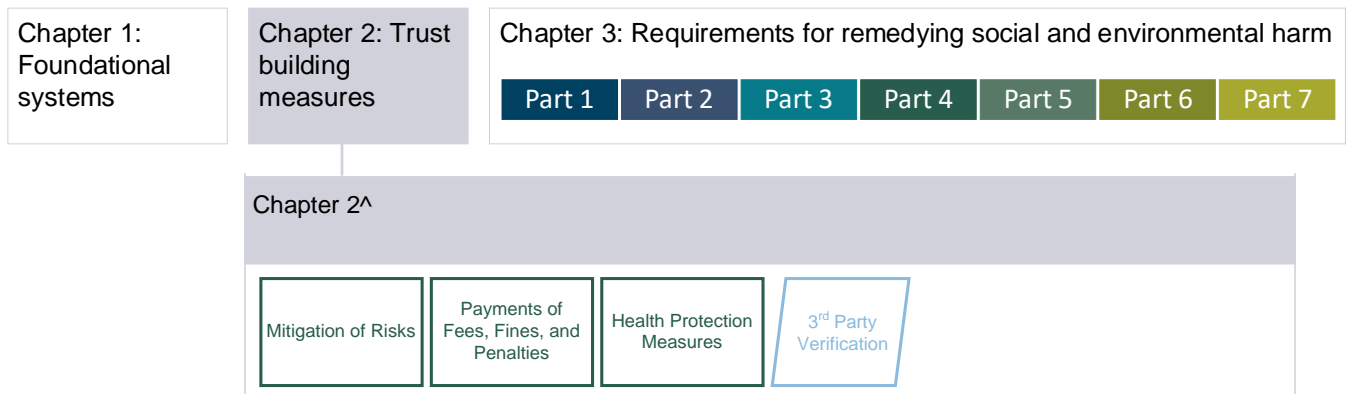 Chapter 1:
Foundational
systems
Chapter 2: Trust
building
measures
Chapter 3: Requirements for remedying social and environmental harm
Part 1 Part 2 Part 3 Part 4 Part 5 Part 6 Part 7
Chapter 2^
Mitigation of Risks
Payments of
Fees, Fines, and
Penalties
Health Protection
Measures
3rd Party
Verification